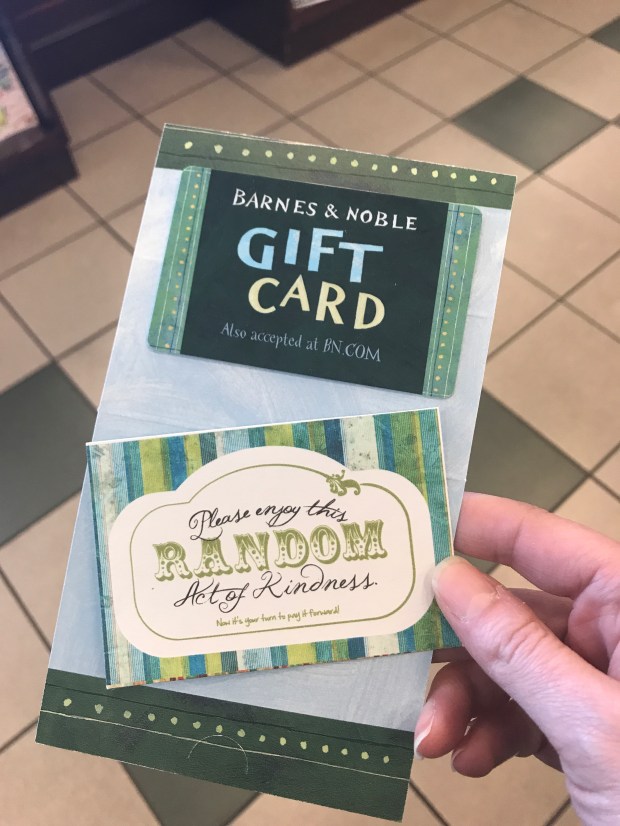 BARNES & NOBLE
GIFT
CARD
Also accepted at BN.COM
Please enjoy this
RANDOM
Act of Kindness.
Now it's your turn to pay it forward!